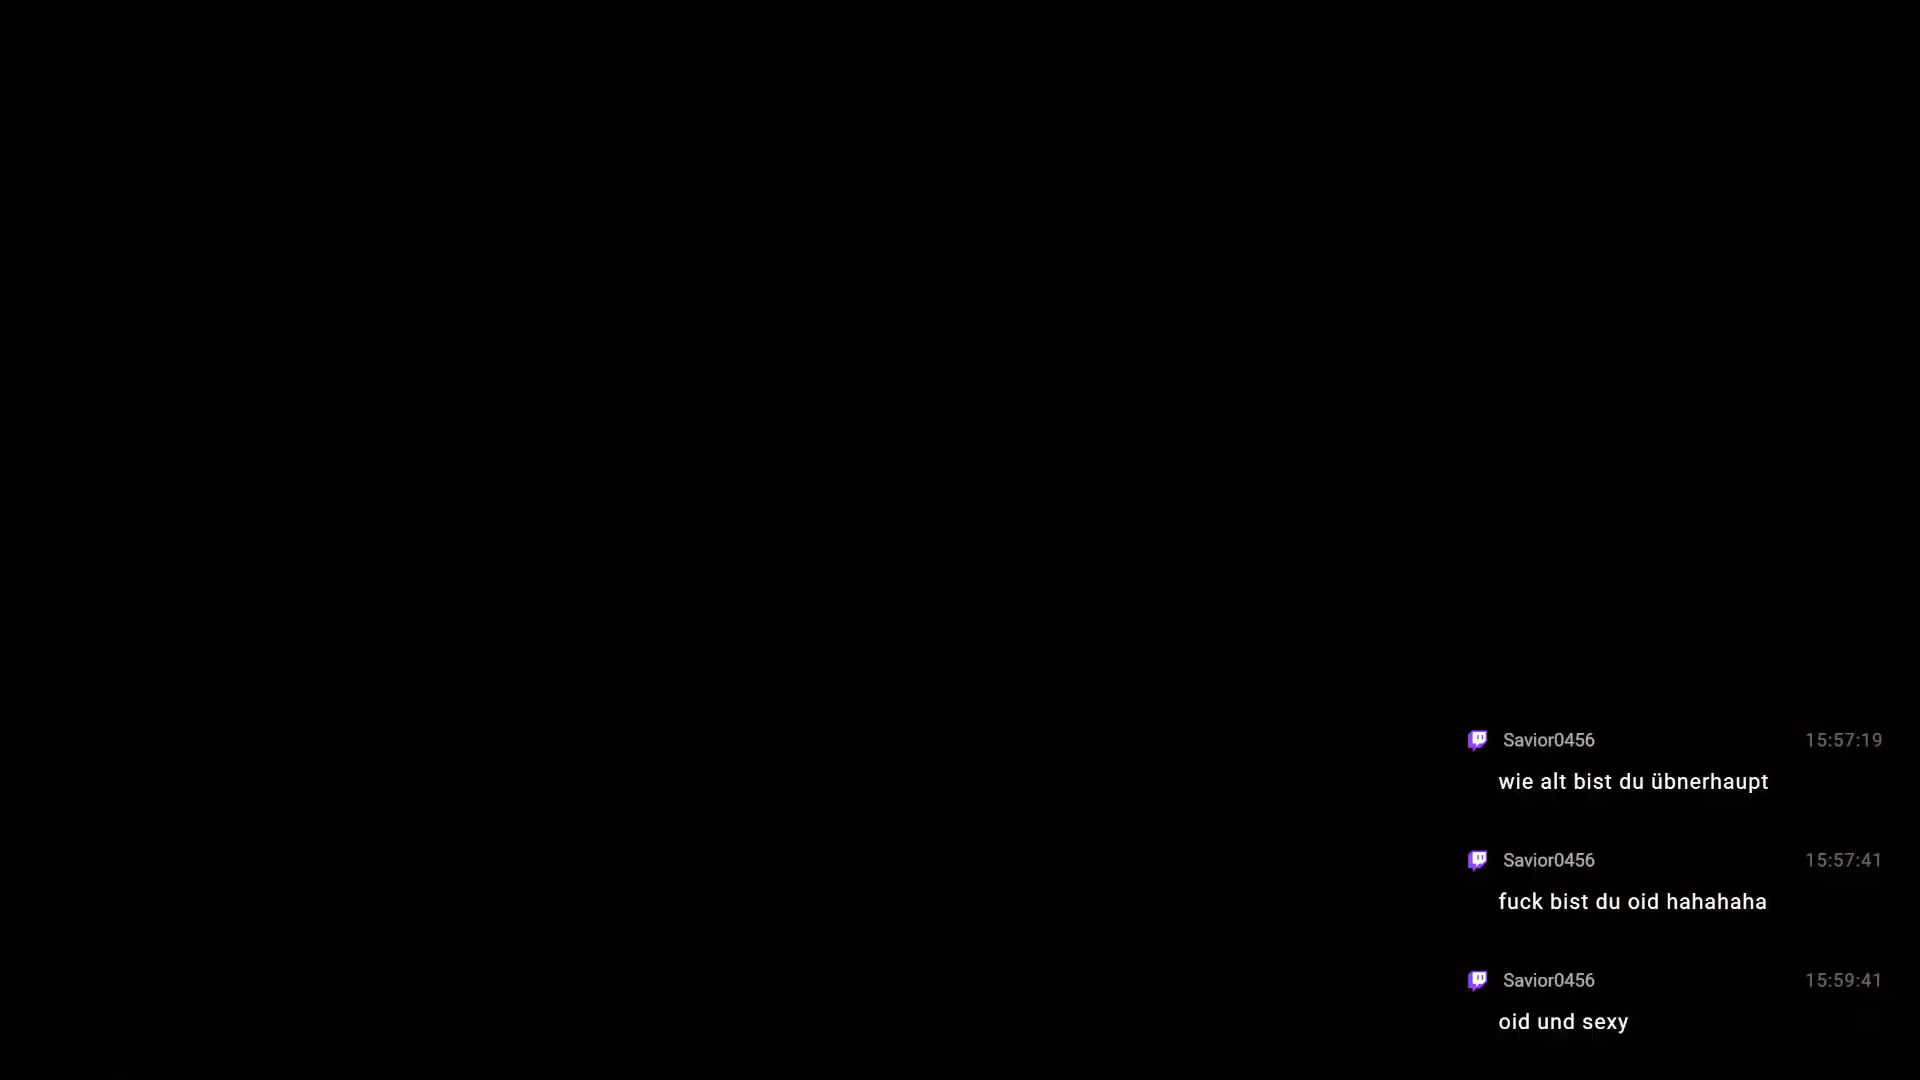 Savior0456 15:57:19
wie alt bist du übnerhaupt
Savior0456 15:57:41
fuck bist du oid hahahaha
Savior0456 15:59:41
oid und sexy